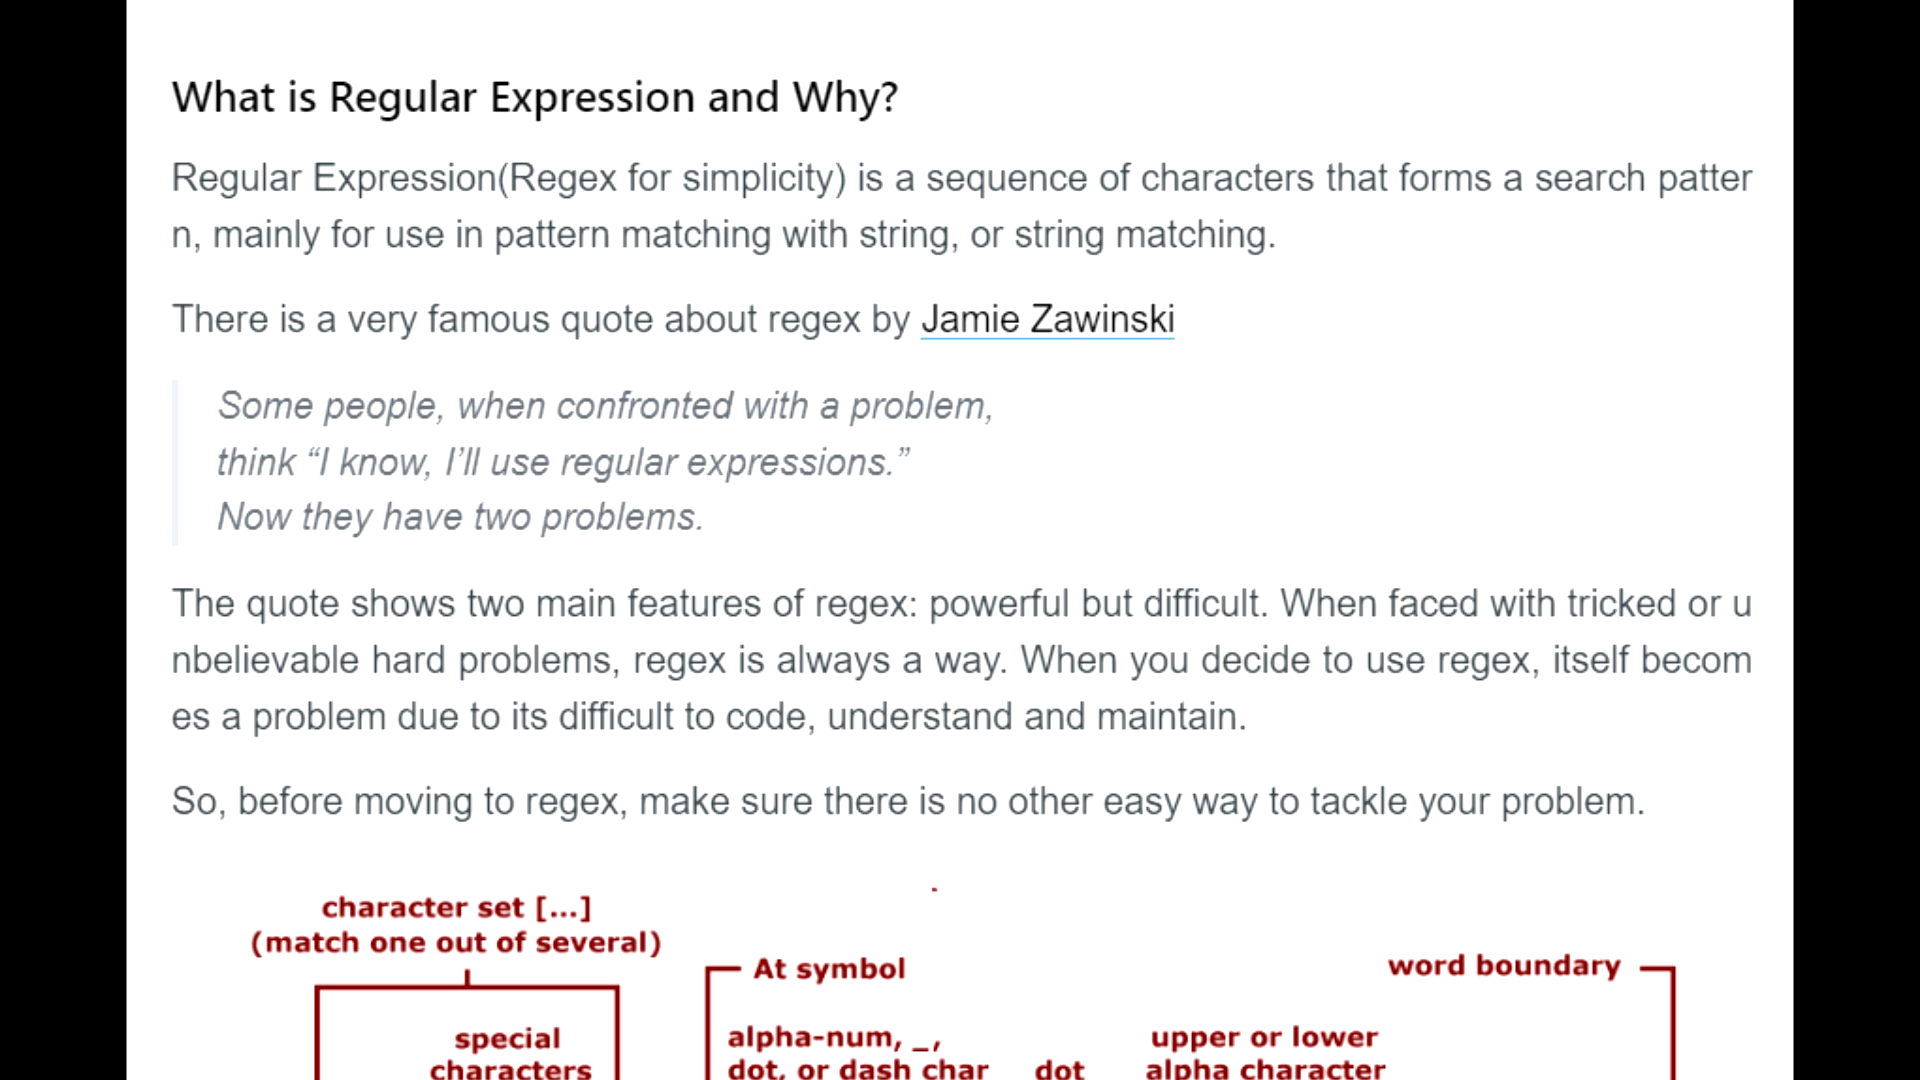 What is Regular Expression and Why?
Regular Expression(Regex for simplicity) is a sequence of characters that forms a search patter
n, mainly for use in pattern matching with string, or string matching.
There is a very famous quote about regex by Jamie Zawinski
Some people, when confronted with a problem,
think “I know, I’ll use regular expressions.”
Now they have two problems.
The quote shows two main features of regex: powerful but difficult. When faced with tricked or u
nbelievable hard problems, regex is always a way. When you decide to use regex, itself becom
es a problem due to its difficult to code, understand and maintain.
So, before moving to regex, make sure there is no other easy way to tackle your problem.
character set [...]
(match one out of several)
At symbol
word boundary
special
characters
alpha-num, _,
dot, or dash char
dot
upper or lower
alpha character